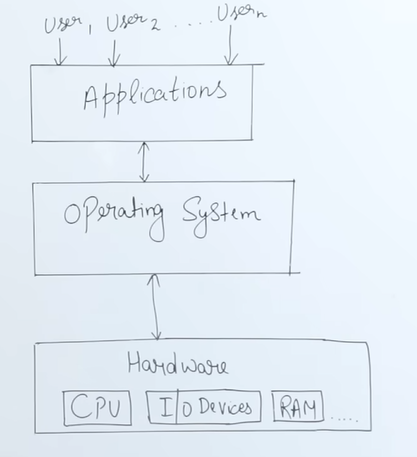 User₁ User₂ .... Userₙ
Applications
Operating System
Hardware
CPU I/O Devices RAM .....